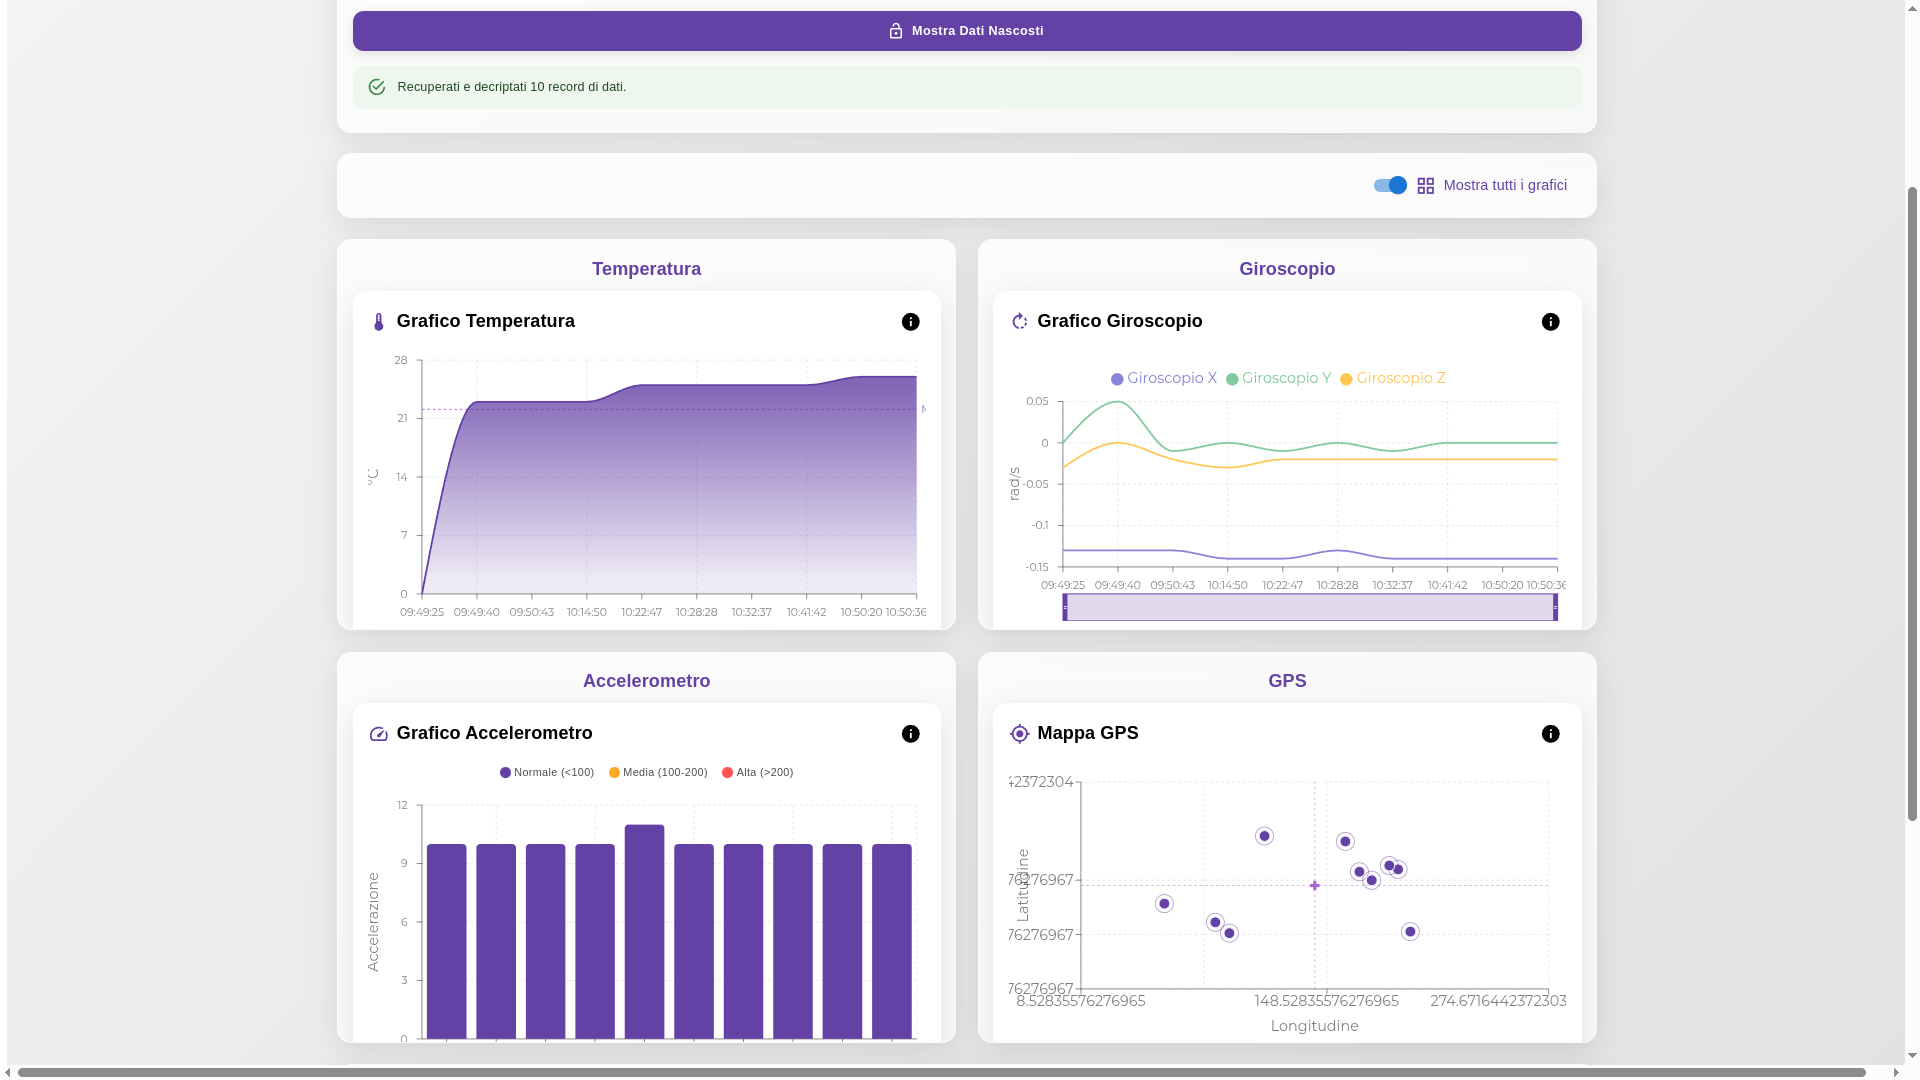 Mostra Dati Nascosti
Recuperati e decriptati 10 record di dati.
Mostra tutti i grafici
Temperatura
Grafico Temperatura
28
21
14
7
0
°C
09:49:25 09:49:40 09:50:43 10:14:50 10:22:47 10:28:28 10:32:37 10:41:42 10:50:20 10:50:36
Giroscopio
Grafico Giroscopio
Giroscopio X Giroscopio Y Giroscopio Z
0.05
0
-0.05
-0.1
-0.15
rad/s
09:49:25 09:49:40 09:50:43 10:14:50 10:22:47 10:28:28 10:32:37 10:41:42 10:50:20 10:50:36
Accelerometro
Grafico Accelerometro
Normale (<100) Media (100-200) Alta (>200)
12
9
6
3
0
Accelerazione
GPS
Mappa GPS
42372304
76276967
76276967
76276967
Latitudine
8.52835576276965 148.52835576276965 274.6716442372303
Longitudine